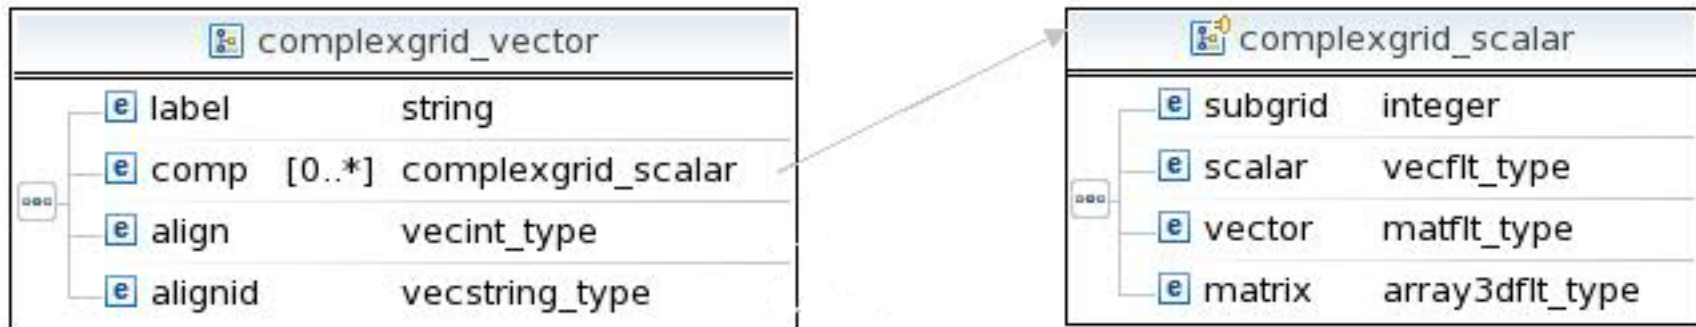 complexgrid_vector
label string
comp [0..*] complexgrid_scalar
align vecint_type
alignid vecstring_type
complexgrid_scalar
subgrid integer
scalar vecflt_type
vector matflt_type
matrix array3dflt_type